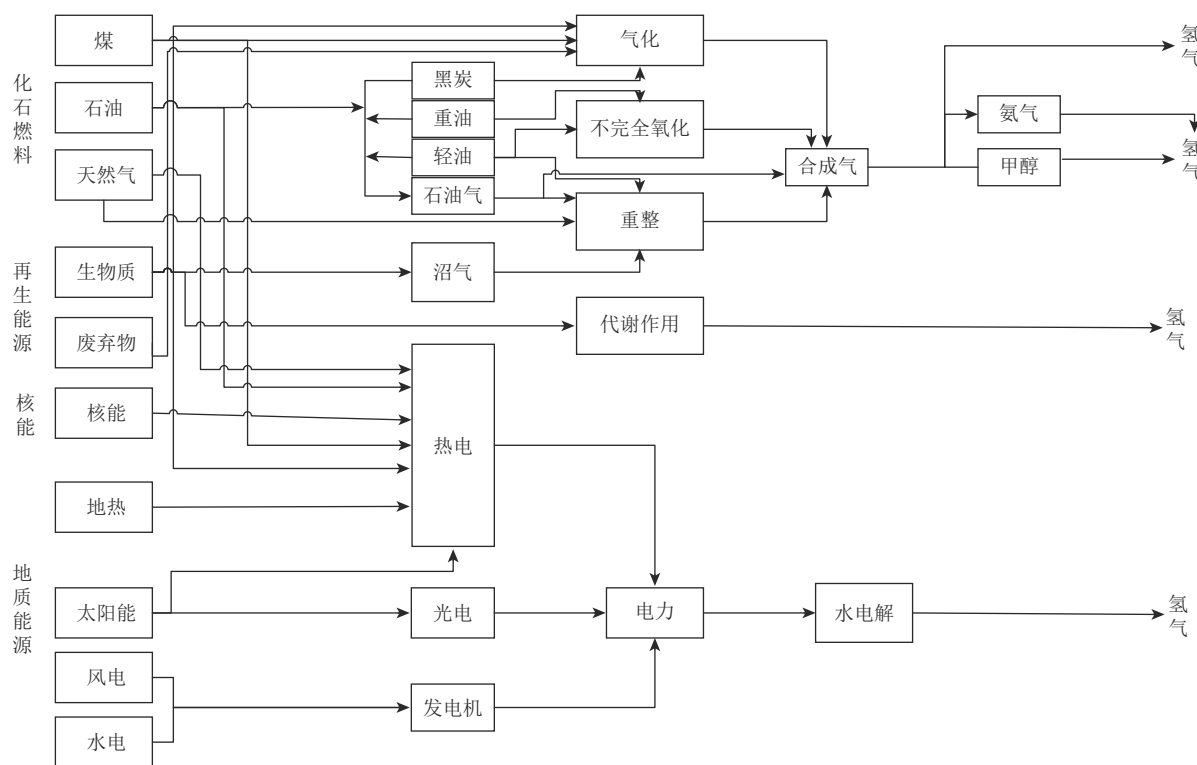 化石燃料
煤
石油
天然气
再生能源
生物质
废弃物
核能
核能
地热
地质能源
太阳能
风电
水电
黑炭
重油
轻油
石油气
沼气
热电
光电
发电机
气化
不完全氧化
重整
代谢作用
电力
合成气
水电解
氨气
甲醇
氢气
氢气
氢气
氢气